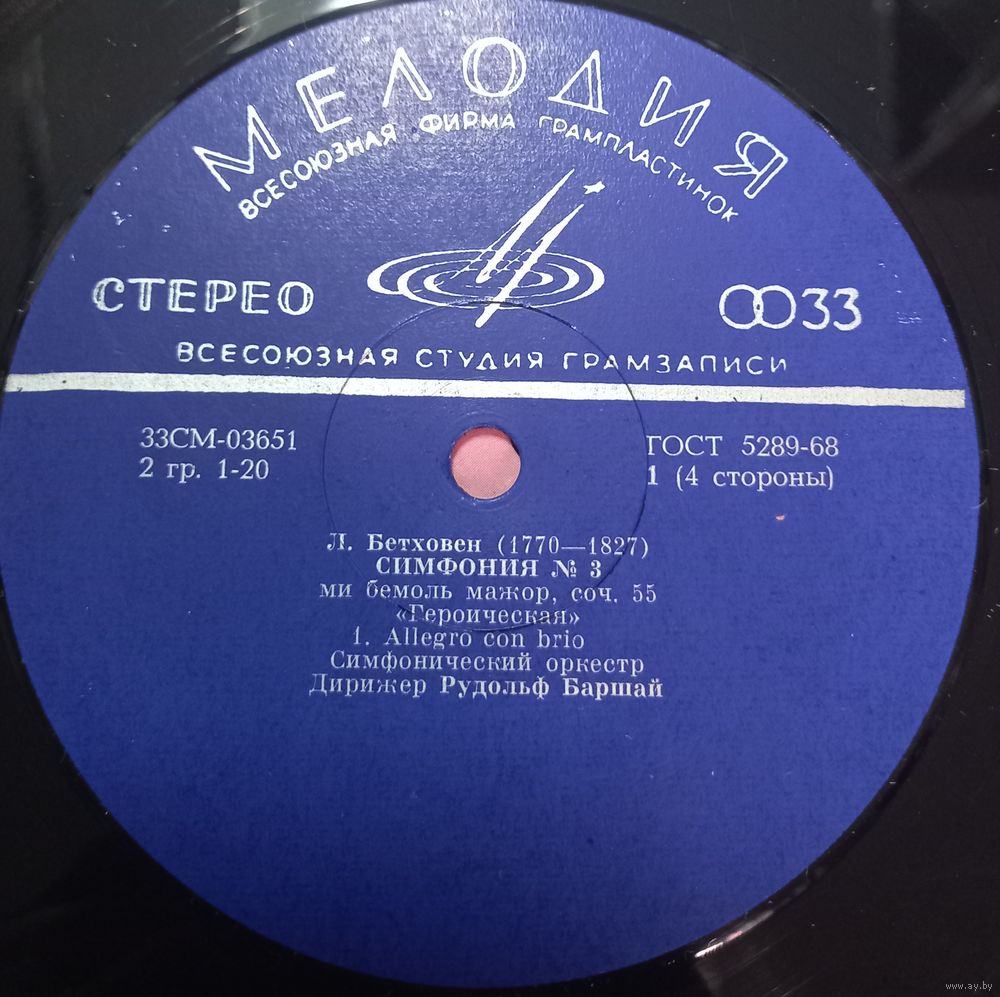 МЕЛОДИЯ
ВСЕСОЮЗНАЯ ФИРМА ГРАМПЛАСТИНОК
СТЕРЕО
33
ВСЕСОЮЗНАЯ СТУДИЯ ГРАМЗАПИСИ
33СМ-03651
2 гр. 1-20
ГОСТ 5289-68
1 (4 стороны)
Л. Бетховен (1770—1827)
СИМФОНИЯ № 3
ми бемоль мажор, соч. 55
«Героическая»
1. Allegro con brio
Симфонический оркестр
Дирижер Рудольф Баршай
www.ay.by